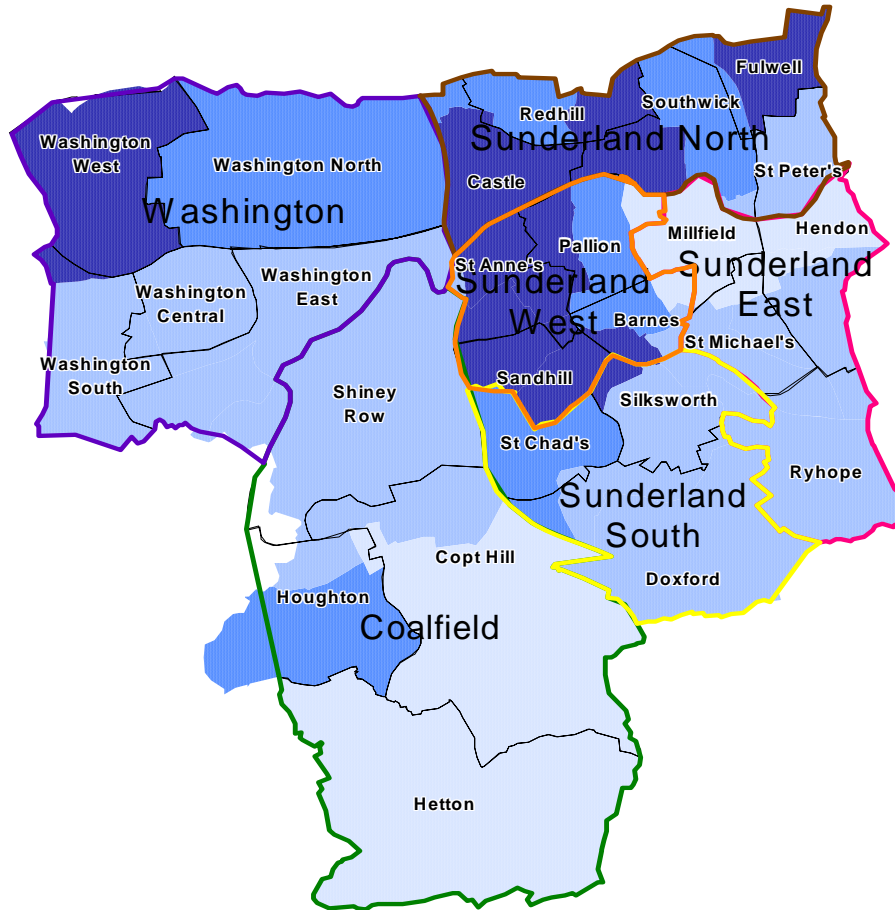 Fulwell
Redhill
Southwick
Sunderland North
Washington
West
Washington North
St Peter's
Castle
Washington
Millfield
Hendon
Pallion
St Anne's
Sunderland
West
Sunderland
East
Washington
East
Washington
Central
Barnes
St Michael's
Washington
South
Sandhill
Shiney
Row
Silksworth
St Chad's
Ryhope
Sunderland
South
Copt Hill
Doxford
Houghton
Coalfield
Hetton